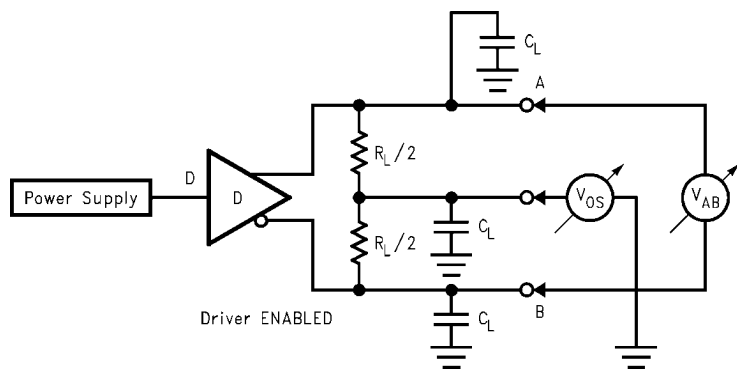 C_L
A
R_L/2
D
Power Supply
D
V_OS
V_AB
C_L
R_L/2
Driver ENABLED
C_L
B